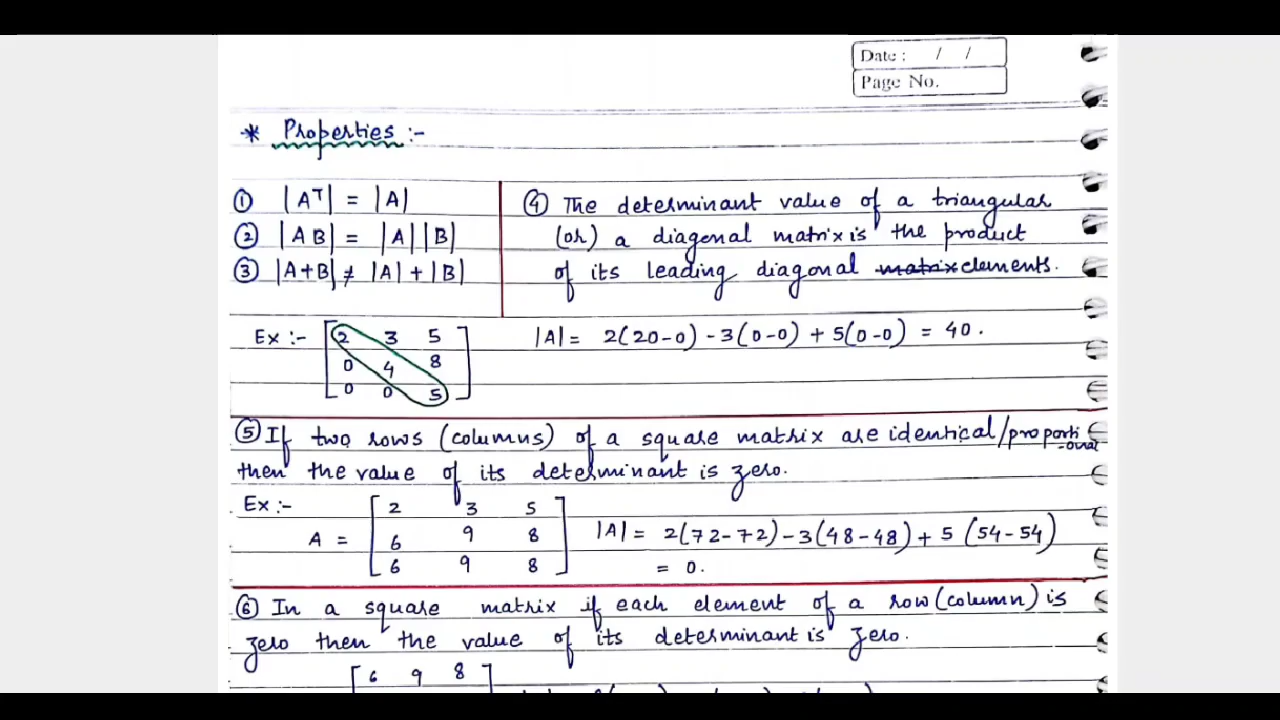 Date : / /
Page No.
* Properties :-
① |Aᵀ| = |A|
② |AB| = |A||B|
③ |A+B| ≠ |A| + |B|
④ The determinant value of a triangular
(or) a diagonal matrix is the product
of its leading diagonal ~~matrix~~ elements.
Ex :- [ 2 3 5 |A| = 2(20-0) - 3(0-0) + 5(0-0) = 40.
0 4 8
0 0 5 ]
⑤ If two rows (columns) of a square matrix are identical/proportional
then the value of its determinant is zero.
Ex :-
A = [ 2 3 5
6 9 8
6 9 8 ]
|A| = 2(72-72) - 3(48-48) + 5 (54-54)
= 0.
⑥ In a square matrix if each element of a row (column) is
zero then the value of its determinant is zero.
[ 6 9 8 ]